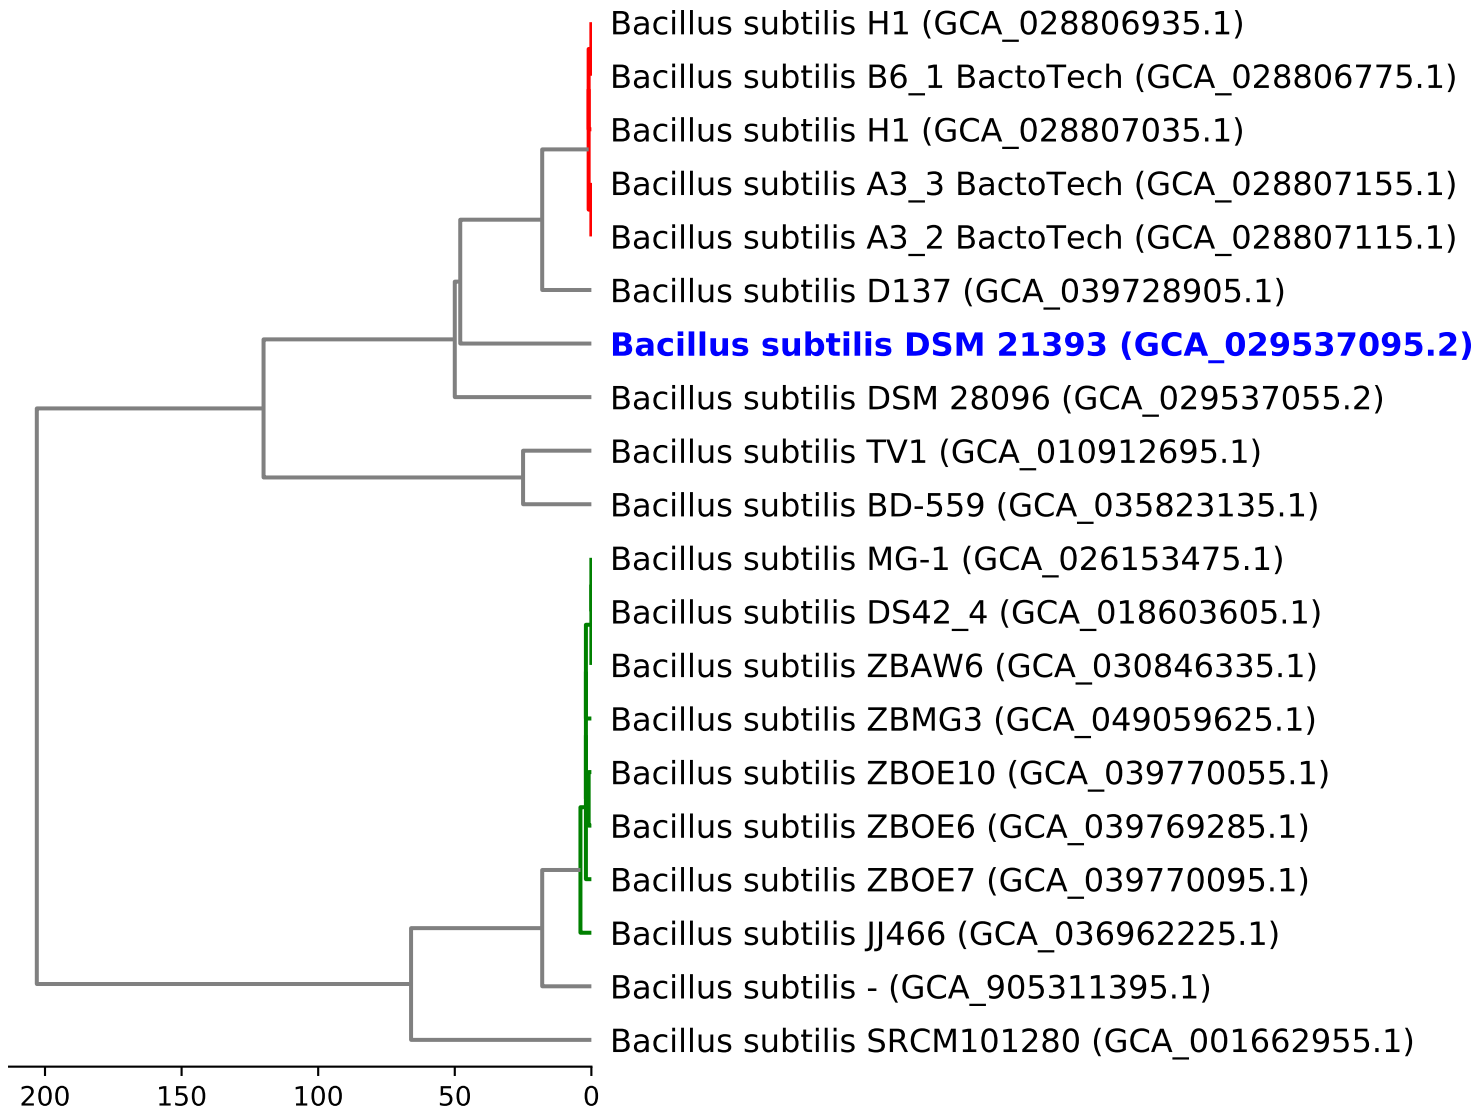 Bacillus subtilis H1 (GCA_028806935.1)
Bacillus subtilis B6_1 BactoTech (GCA_028806775.1)
Bacillus subtilis H1 (GCA_028807035.1)
Bacillus subtilis A3_3 BactoTech (GCA_028807155.1)
Bacillus subtilis A3_2 BactoTech (GCA_028807115.1)
Bacillus subtilis D137 (GCA_039728905.1)
Bacillus subtilis DSM 21393 (GCA_029537095.2)
Bacillus subtilis DSM 28096 (GCA_029537055.2)
Bacillus subtilis TV1 (GCA_010912695.1)
Bacillus subtilis BD-559 (GCA_035823135.1)
Bacillus subtilis MG-1 (GCA_026153475.1)
Bacillus subtilis DS42_4 (GCA_018603605.1)
Bacillus subtilis ZBAW6 (GCA_030846335.1)
Bacillus subtilis ZBMG3 (GCA_049059625.1)
Bacillus subtilis ZBOE10 (GCA_039770055.1)
Bacillus subtilis ZBOE6 (GCA_039769285.1)
Bacillus subtilis ZBOE7 (GCA_039770095.1)
Bacillus subtilis JJ466 (GCA_036962225.1)
Bacillus subtilis - (GCA_905311395.1)
Bacillus subtilis SRCM101280 (GCA_001662955.1)
200 150 100 50 0